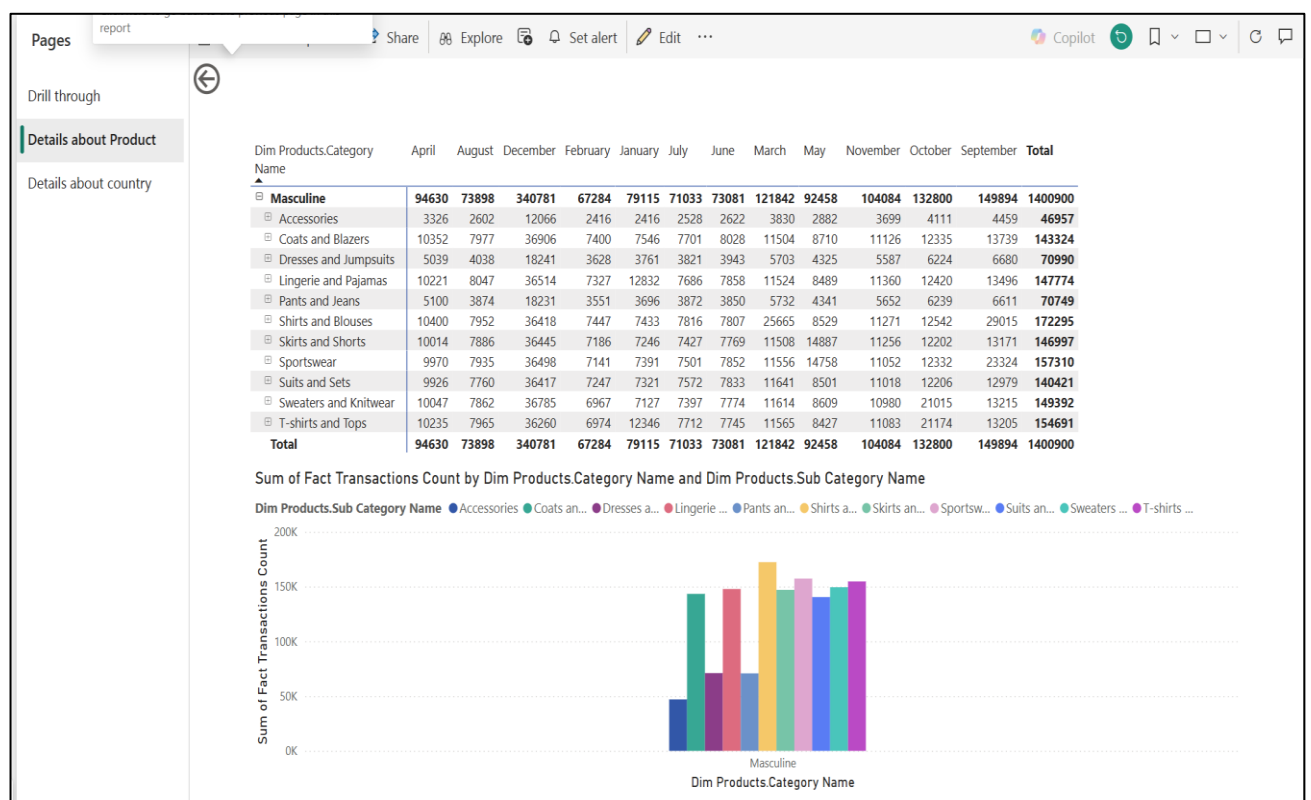 report
Pages
Share Explore Set alert Edit ... Copilot
Drill through
Details about Product
Details about country
Dim Products.Category Name April August December February January July June March May November October September Total
Masculine 94630 73898 340781 67284 79115 71033 73081 121842 92458 104084 132800 149894 1400900
Accessories 3326 2602 12066 2416 2416 2528 2622 3830 2882 3699 4111 4459 46957
Coats and Blazers 10352 7977 36906 7400 7546 7701 8028 11504 8710 11126 12335 13739 143324
Dresses and Jumpsuits 5039 4038 18241 3628 3761 3821 3943 5703 4325 5587 6224 6680 70990
Lingerie and Pajamas 10221 8047 36514 7327 12832 7686 7858 11524 8489 11360 12420 13496 147774
Pants and Jeans 5100 3874 18231 3551 3696 3872 3850 5732 4341 5652 6239 6611 70749
Shirts and Blouses 10400 7952 36418 7447 7433 7816 7807 25665 8529 11271 12542 29015 172295
Skirts and Shorts 10014 7886 36445 7186 7246 7427 7769 11508 14887 11256 12202 13171 146997
Sportswear 9970 7935 36498 7141 7391 7501 7852 11556 14758 11052 12332 23324 157310
Suits and Sets 9926 7760 36417 7247 7321 7572 7833 11641 8501 11018 12206 12979 140421
Sweaters and Knitwear 10047 7862 36785 6967 7127 7397 7774 11614 8609 10980 21015 13215 149392
T-shirts and Tops 10235 7965 36260 6974 12346 7712 7745 11565 8427 11083 21174 13205 154691
Total 94630 73898 340781 67284 79115 71033 73081 121842 92458 104084 132800 149894 1400900
Sum of Fact Transactions Count by Dim Products.Category Name and Dim Products.Sub Category Name
Dim Products.Sub Category Name Accessories Coats an... Dresses a... Lingerie ... Pants an... Shirts a... Skirts an... Sportsw... Suits an... Sweaters ... T-shirts ...
Sum of Fact Transactions Count
200K
150K
100K
50K
0K
Masculine
Dim Products.Category Name